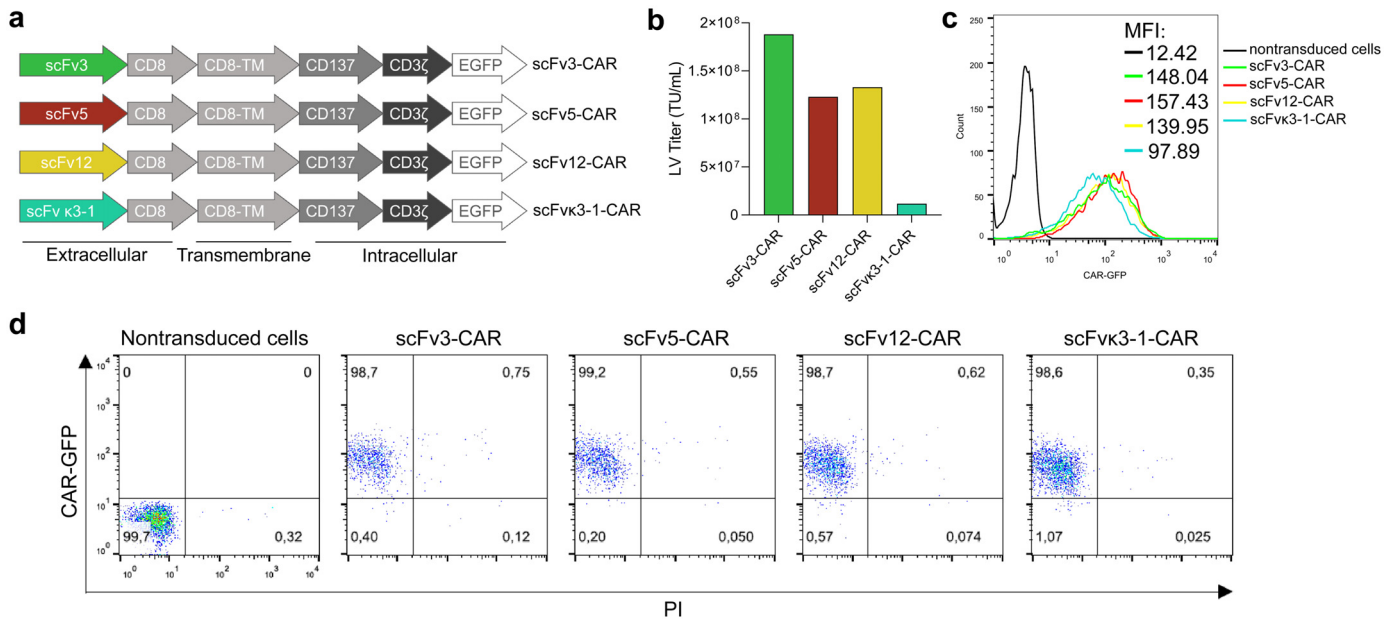 a
scFv3 CD8 CD8-TM CD137 CD3ζ EGFP scFv3-CAR
scFv5 CD8 CD8-TM CD137 CD3ζ EGFP scFv5-CAR
scFv12 CD8 CD8-TM CD137 CD3ζ EGFP scFv12-CAR
scFv κ3-1 CD8 CD8-TM CD137 CD3ζ EGFP scFvκ3-1-CAR
Extracellular Transmembrane Intracellular
b
LV Titer (TU/mL)
2×10⁸
1.5×10⁸
1×10⁸
5×10⁷
0
scFv3-CAR
scFv5-CAR
scFv12-CAR
scFvκ3-1-CAR
c
Count
250
200
150
100
50
0
10⁰ 10¹ 10² 10³ 10⁴
CAR-GFP
MFI:
12.42
148.04
157.43
139.95
97.89
nontransduced cells
scFv3-CAR
scFv5-CAR
scFv12-CAR
scFvκ3-1-CAR
d
Nontransduced cells scFv3-CAR scFv5-CAR scFv12-CAR scFvκ3-1-CAR
CAR-GFP
10⁴
10³
10²
10¹
10⁰
0 0
99,7 0,32
10⁰ 10¹ 10² 10³ 10⁴
98,7 0,75
0,40 0,12
99,2 0,55
0,20 0,050
98,7 0,62
0,57 0,074
98,6 0,35
1,07 0,025
PI